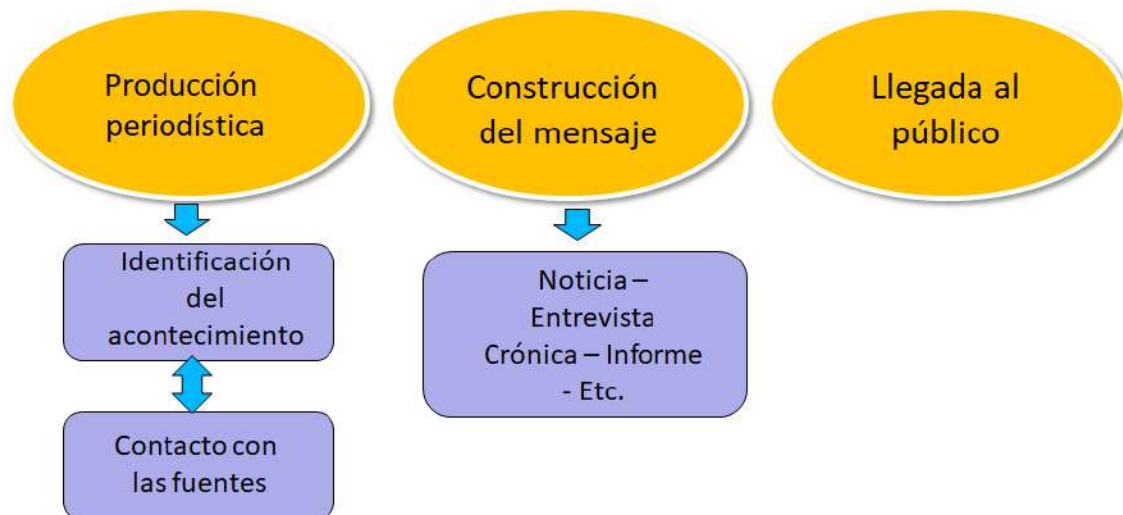 Producción
periodística
Construcción
del mensaje
Llegada al
público
Identificación
del
acontecimiento
Noticia –
Entrevista
Crónica – Informe
- Etc.
Contacto con
las fuentes